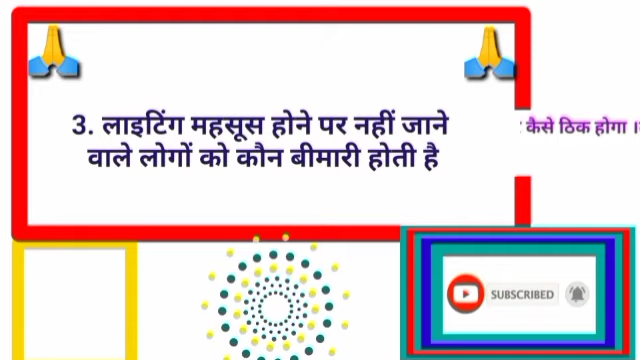 3. लाइटिंग महसूस होने पर नहीं जाने
वाले लोगों को कौन बीमारी होती है
कैसे ठिक होगा ।
SUBSCRIBED